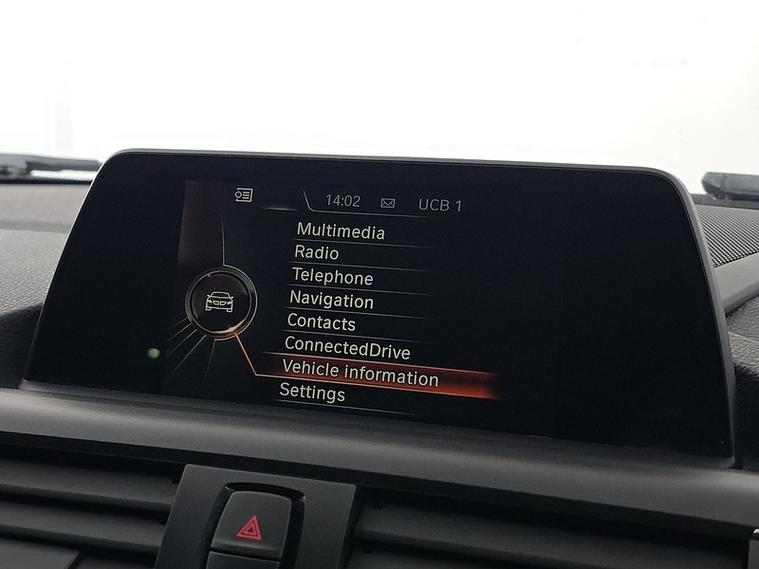 14:02 UCB 1
Multimedia
Radio
Telephone
Navigation
Contacts
ConnectedDrive
Vehicle information
Settings